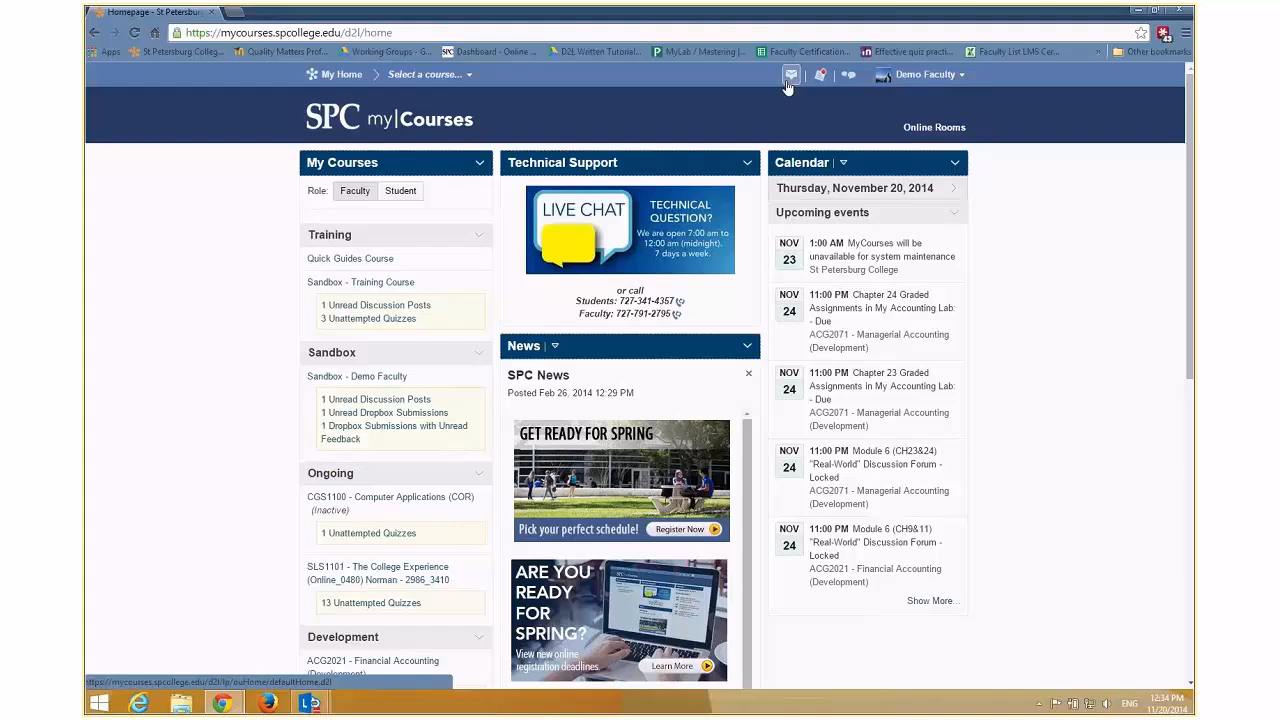 Homepage - St Petersbur
https://mycourses.spcollege.edu/d2l/home
Apps St Petersburg Colleg... Quality Matters Prof... Working Groups - G... SPC Dashboard - Online ... D2L Written Tutorial... MyLab / Mastering |... Faculty Certification... Effective quiz practi... Faculty List LMS Cer... » Other bookmarks
My Home Select a course... Demo Faculty
SPC my|Courses
Online Rooms
My Courses
Role: Faculty Student
Training
Quick Guides Course
Sandbox - Training Course
1 Unread Discussion Posts
3 Unattempted Quizzes
Sandbox
Sandbox - Demo Faculty
1 Unread Discussion Posts
1 Unread Dropbox Submissions
1 Dropbox Submissions with Unread
Feedback
Ongoing
CGS1100 - Computer Applications (COR)
(Inactive)
1 Unattempted Quizzes
SLS1101 - The College Experience
(Online_0480) Norman - 2986_3410
13 Unattempted Quizzes
Development
ACG2021 - Financial Accounting
(Development)
Technical Support
LIVE CHAT
TECHNICAL
QUESTION?
We are open 7:00 am to
12:00 am (midnight).
7 days a week.
or call
Students: 727-341-4357
Faculty: 727-791-2795
News
SPC News
Posted Feb 26, 2014 12:29 PM
GET READY FOR SPRING
Pick your perfect schedule! Register Now
ARE YOU
READY
FOR
SPRING?
View new online
registration deadlines.
Learn More
Calendar
Thursday, November 20, 2014
Upcoming events
NOV 23
1:00 AM MyCourses will be
unavailable for system maintenance
St Petersburg College
NOV 24
11:00 PM Chapter 24 Graded
Assignments in My Accounting Lab:
- Due
ACG2071 - Managerial Accounting
(Development)
NOV 24
11:00 PM Chapter 23 Graded
Assignments in My Accounting Lab:
- Due
ACG2071 - Managerial Accounting
(Development)
NOV 24
11:00 PM Module 6 (CH23&24)
"Real-World" Discussion Forum -
Locked
ACG2071 - Managerial Accounting
(Development)
NOV 24
11:00 PM Module 6 (CH9&11)
"Real-World" Discussion Forum -
Locked
ACG2021 - Financial Accounting
(Development)
Show More...
https://mycourses.spcollege.edu/d2l/lp/ouHome/defaultHome.d2l
ENG
12:34 PM
11/20/2014